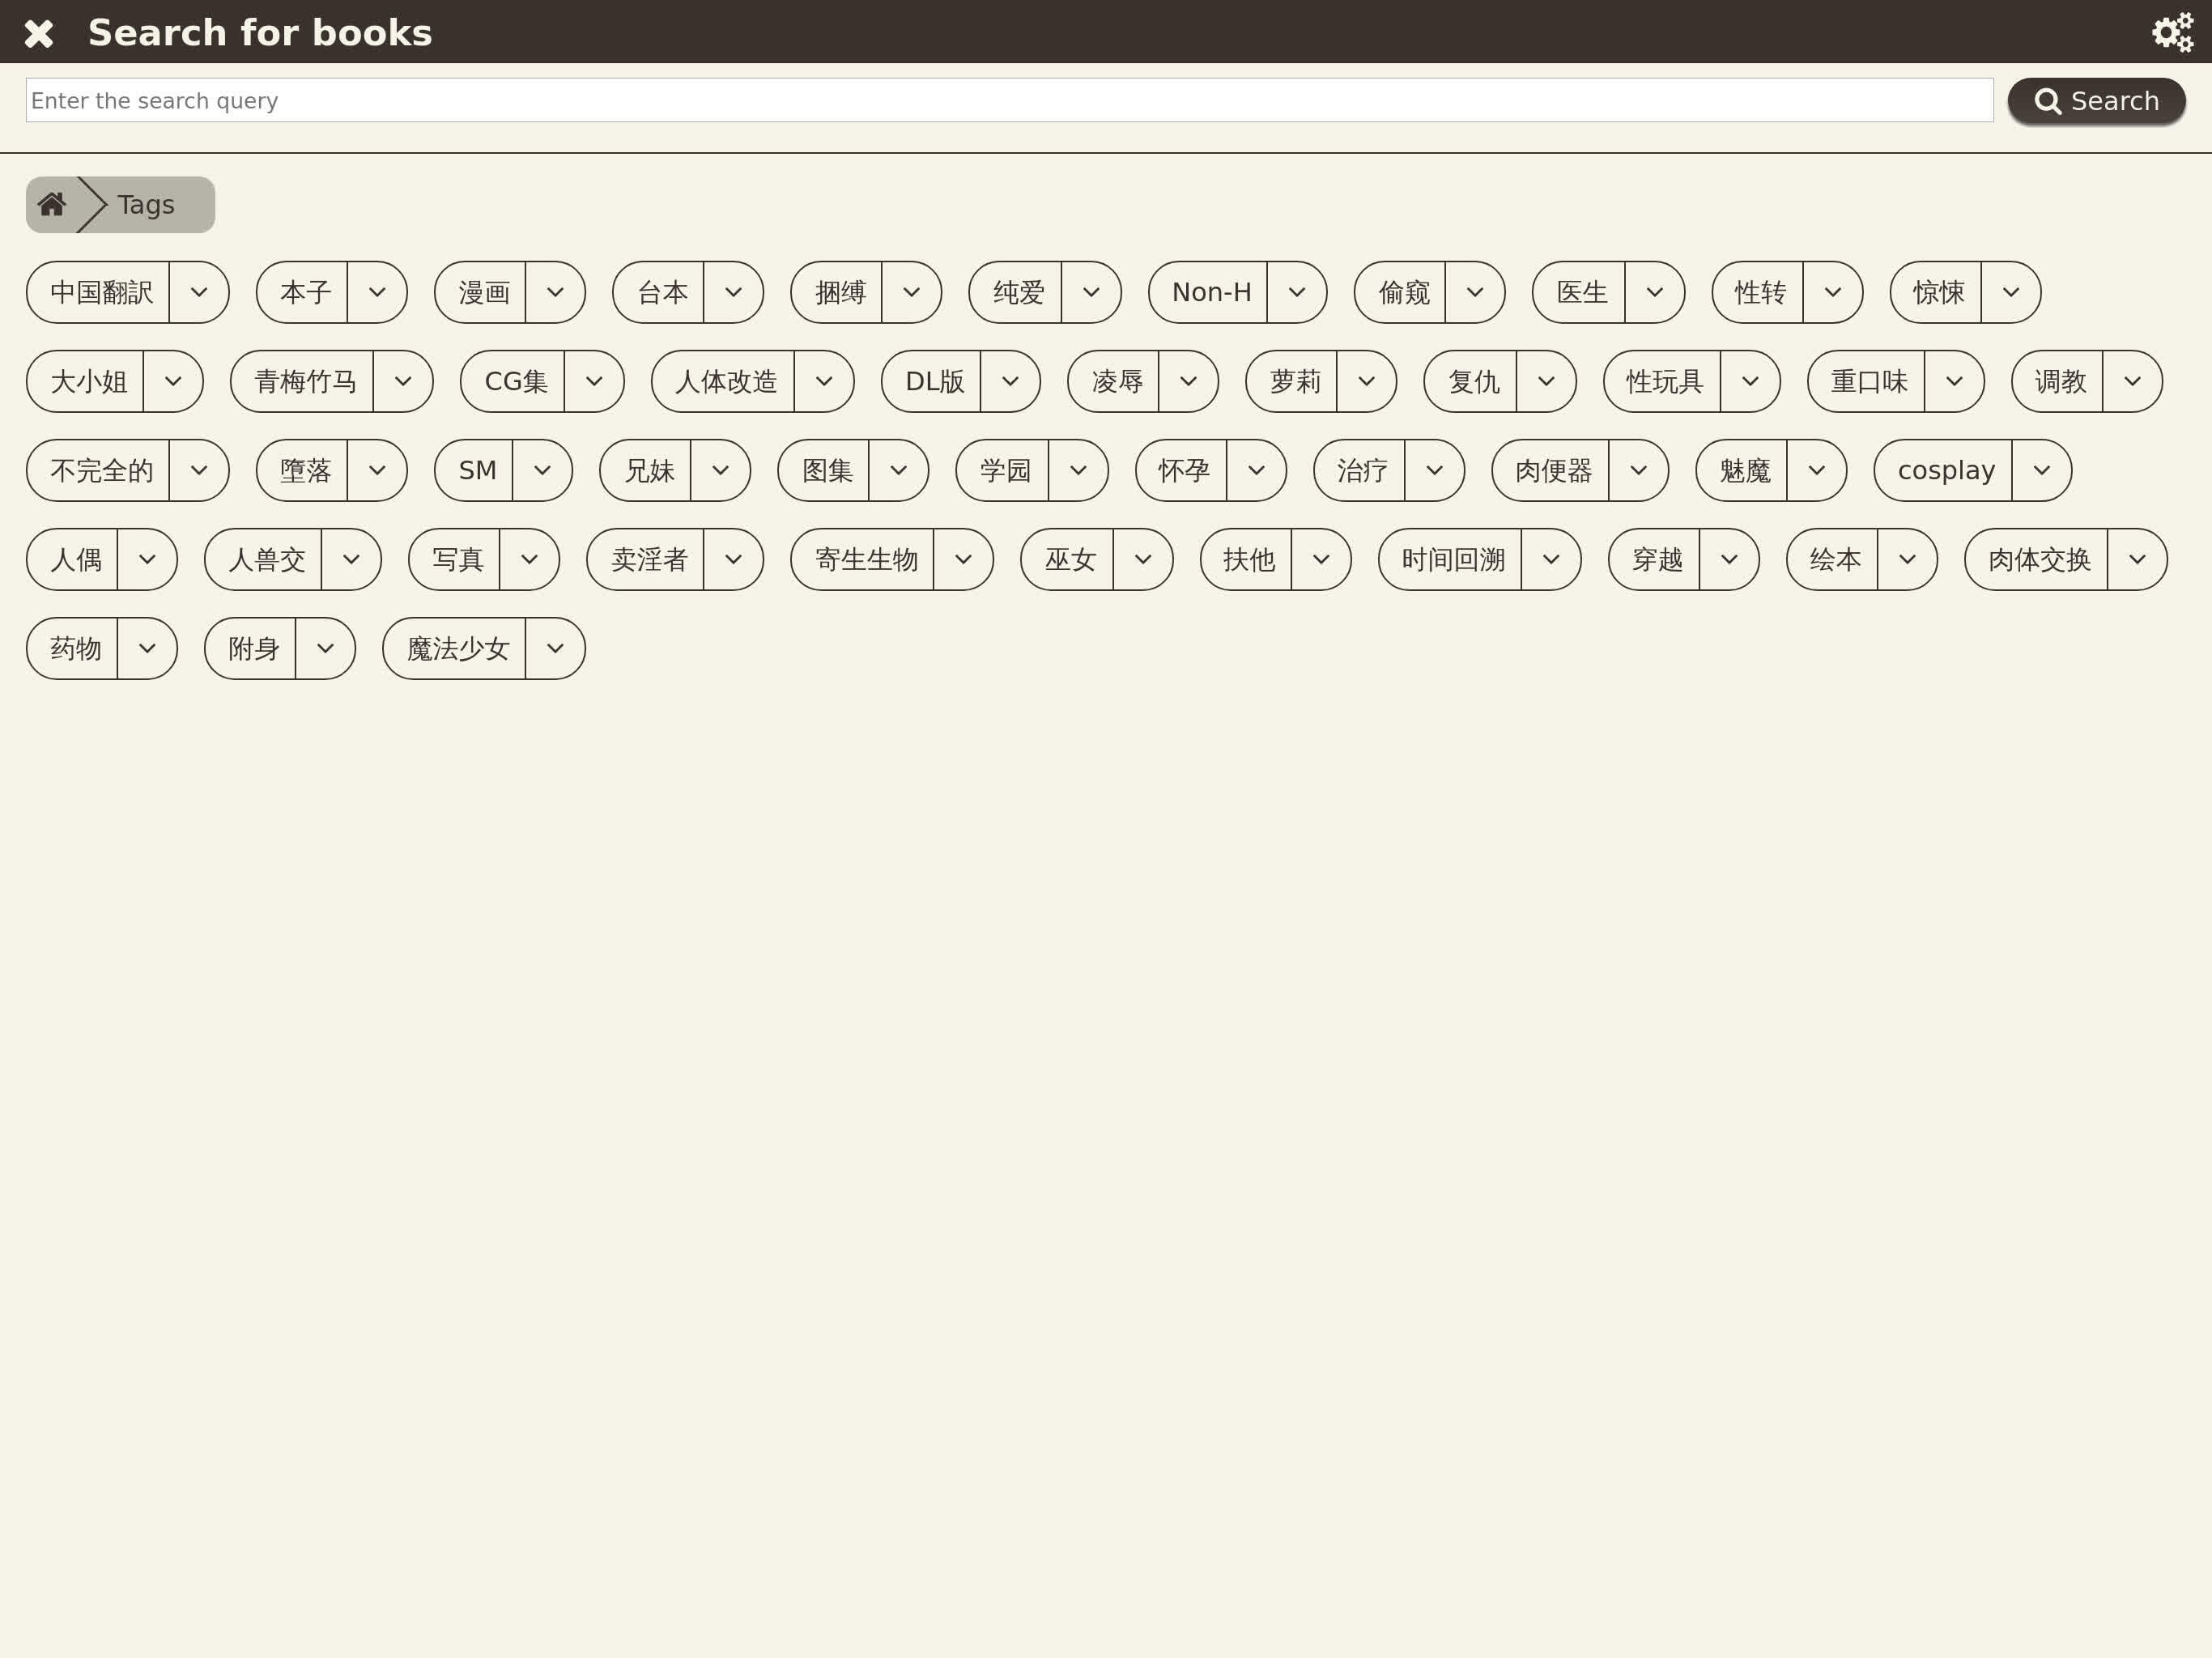 Search for books
Enter the search query Search
Tags
中国翻訳 本子 漫画 台本 捆缚 纯爱 Non-H 偷窥 医生 性转 惊悚
大小姐 青梅竹马 CG集 人体改造 DL版 凌辱 萝莉 复仇 性玩具 重口味 调教
不完全的 墮落 SM 兄妹 图集 学园 怀孕 治疗 肉便器 魅魔 cosplay
人偶 人兽交 写真 卖淫者 寄生生物 巫女 扶他 时间回溯 穿越 绘本 肉体交换
药物 附身 魔法少女